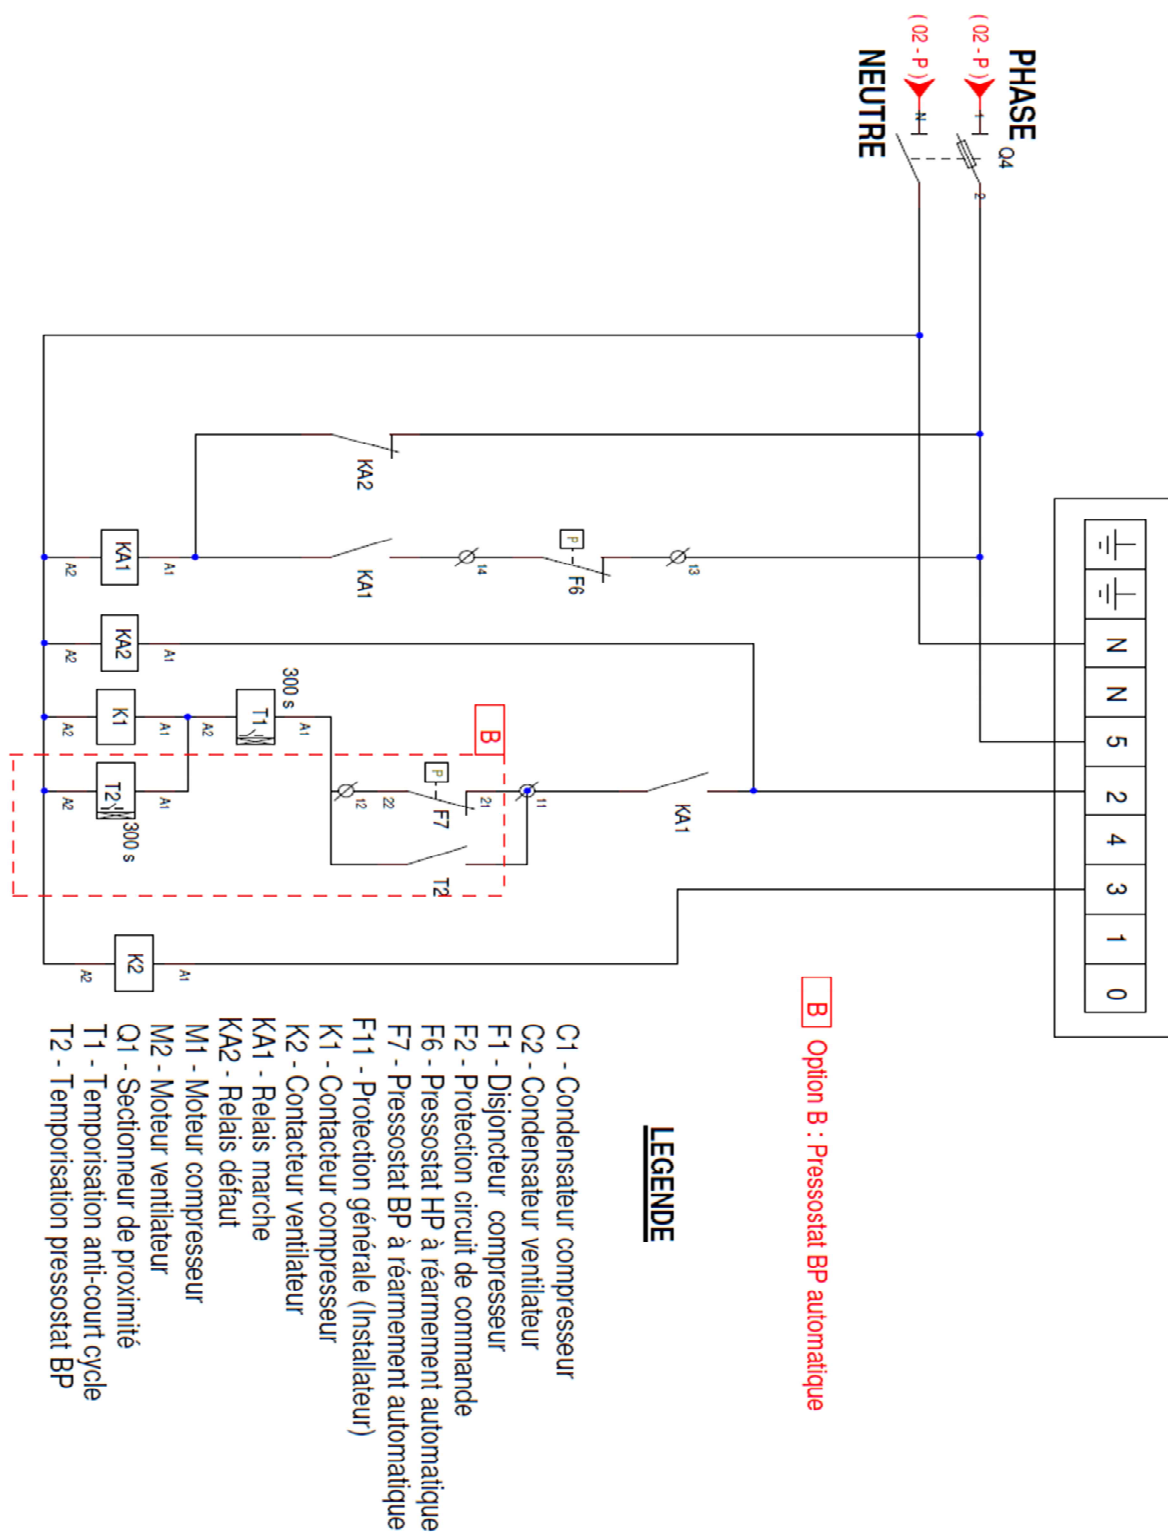 PHASE
( 02 - P )
1
Q4
2
( 02 - P )
N
NEUTRE
N
N
5
2
4
3
1
0
KA2
13
P
F6
14
KA1
A1
KA1
A2
A1
KA2
A2
300 s
A1
T1
A2
A1
K1
A2
B
KA1
11
21
P
F7
22
12
T2
A1
T2
A2
300 s
A1
K2
A2
B Option B : Pressostat BP automatique
LEGENDE
C1 - Condensateur compresseur
C2 - Condensateur ventilateur
F1 - Disjoncteur compresseur
F2 - Protection circuit de commande
F6 - Pressostat HP à réarmement automatique
F7 - Pressostat BP à réarmement automatique
F11 - Protection générale (Installateur)
K1 - Contacteur compresseur
K2 - Contacteur ventilateur
KA1 - Relais marche
KA2 - Relais défaut
M1 - Moteur compresseur
M2 - Moteur ventilateur
Q1 - Sectionneur de proximité
T1 - Temporisation anti-court cycle
T2 - Temporisation pressostat BP